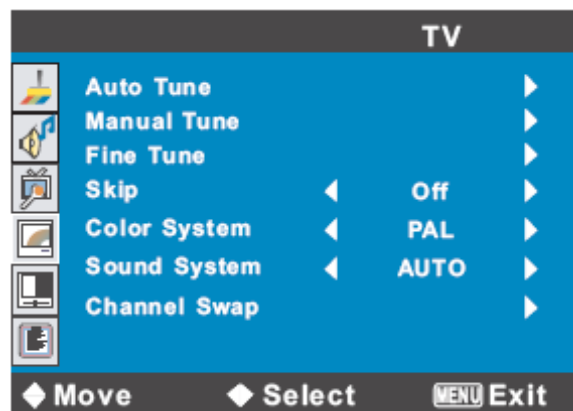 TV
Auto Tune
Manual Tune
Fine Tune
Skip Off
Color System PAL
Sound System AUTO
Channel Swap
Move Select MENU Exit